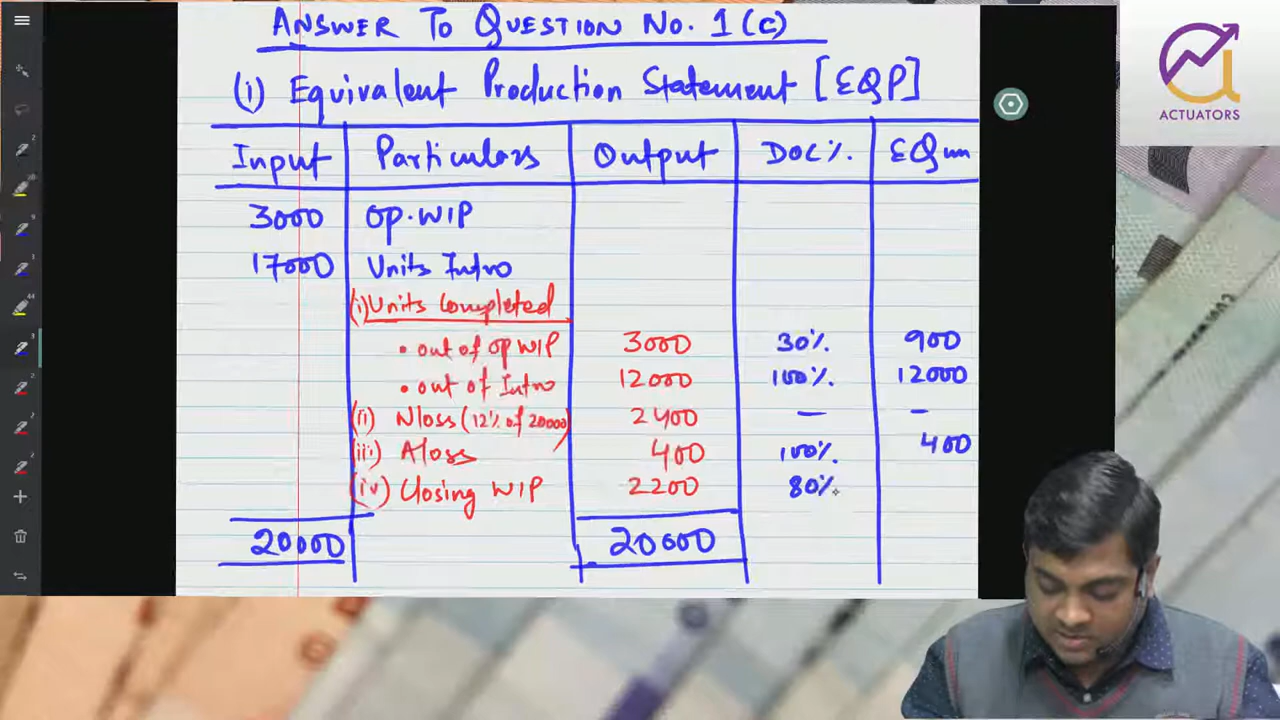 ANSWER TO QUESTION NO. 1 (C)
(i) Equivalent Production Statement [EQP]
Input Particulars Output DOC%. EQun
3000 OP. WIP
17000 Units Intro
(i) Units Completed
• out of OP WIP 3000 30% 900
• out of Intro 12000 100% 12000
(ii) Nloss (12% of 20000) 2400 — –
(iii) Aloss 400 100% 400
(iv) Closing WIP 2200 80%
20000 20000
ACTUATORS